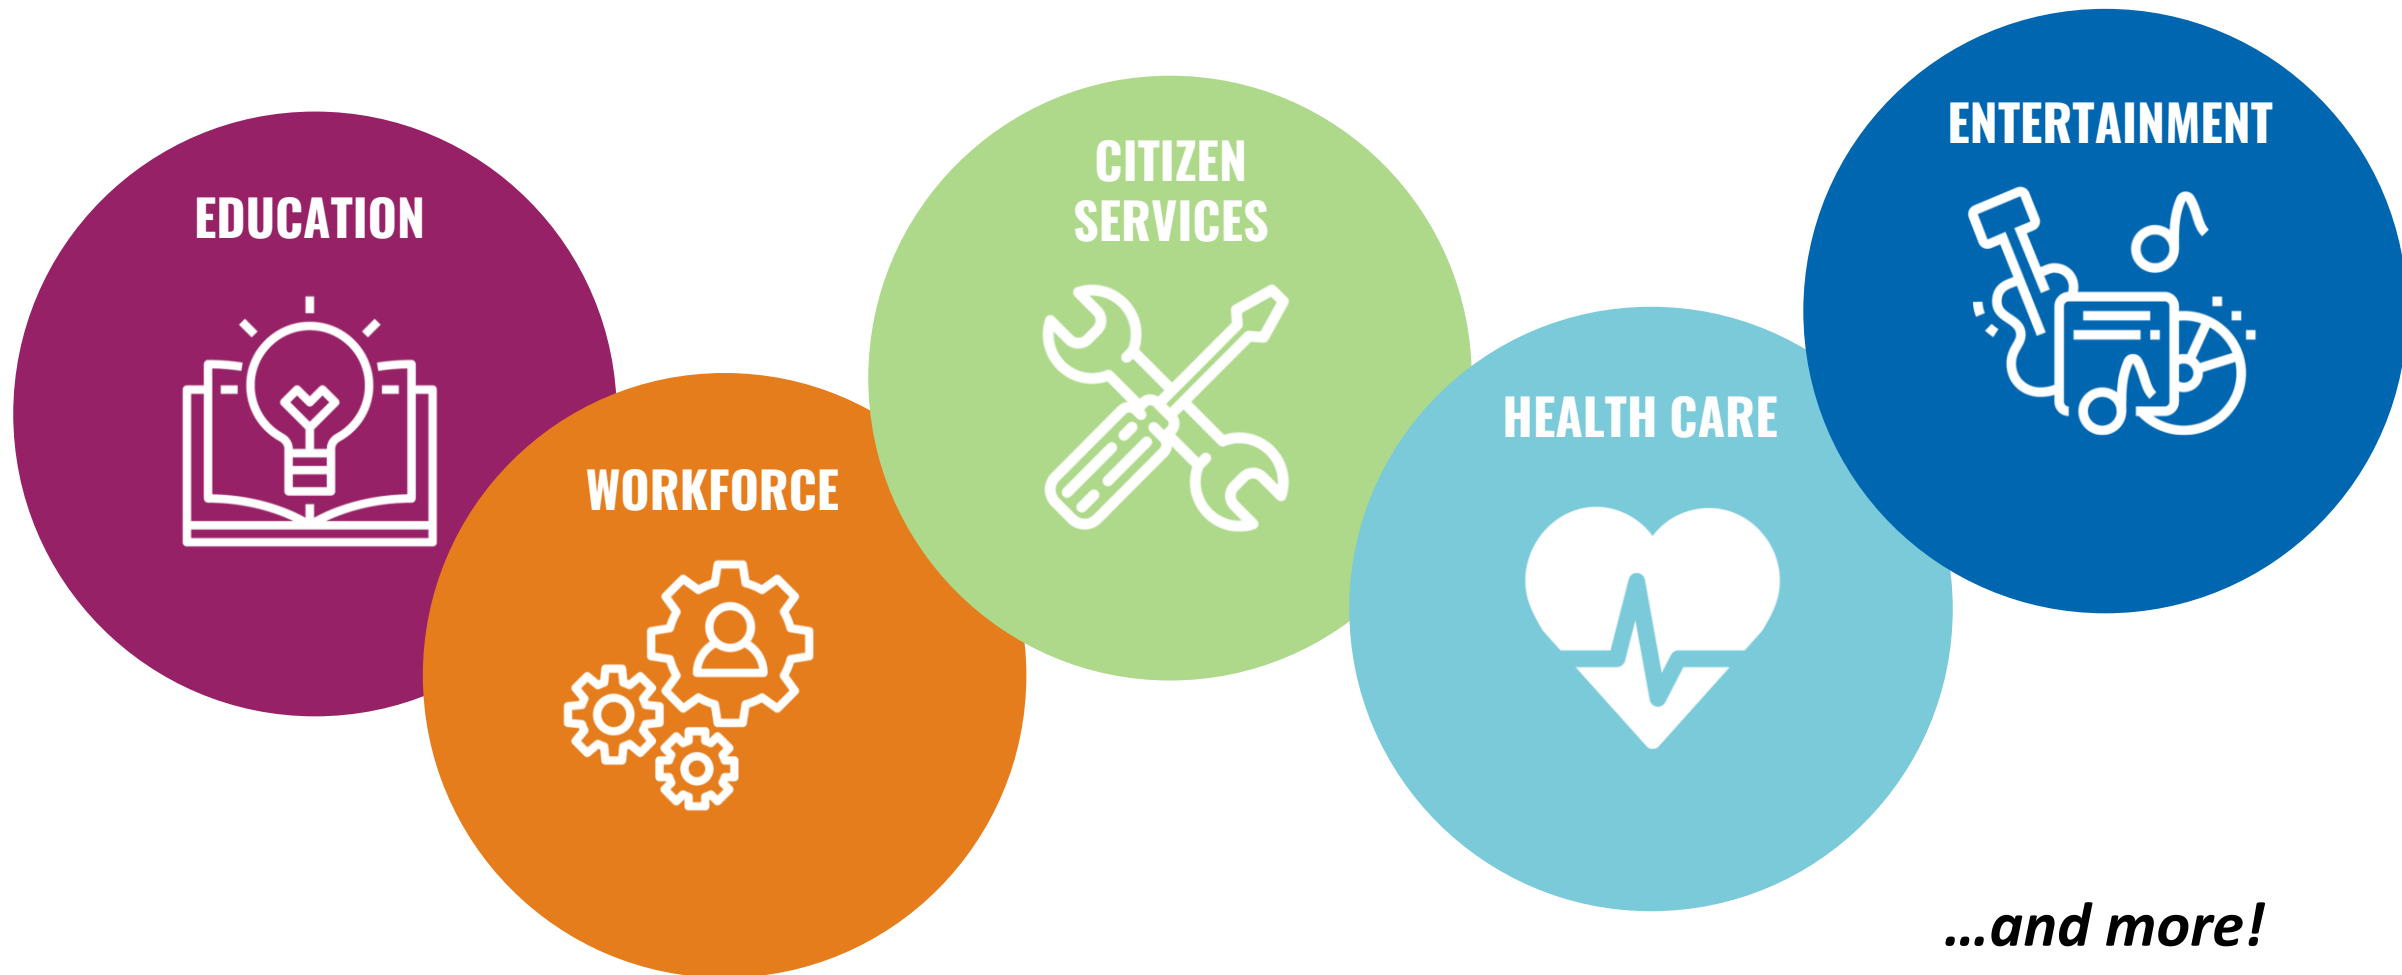 EDUCATION
WORKFORCE
CITIZEN
SERVICES
HEALTH CARE
ENTERTAINMENT
...and more!